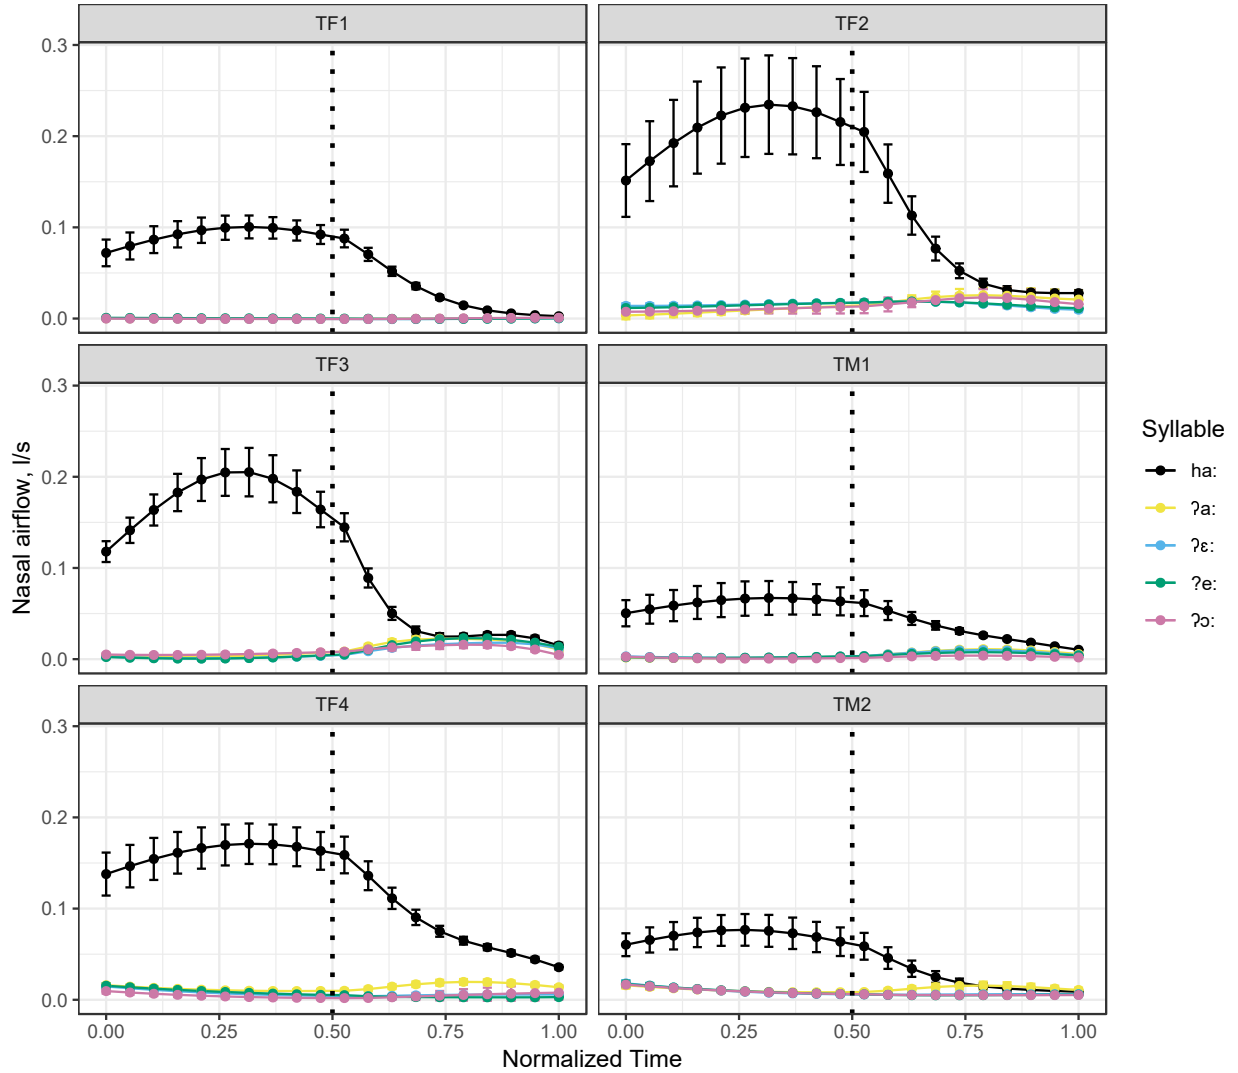 TF1
TF2
0.3
0.2
0.1
0.0
TF3
TM1
0.3
0.2
0.1
0.0
TF4
TM2
0.3
0.2
0.1
0.0
0.00 0.25 0.50 0.75 1.00
0.00 0.25 0.50 0.75 1.00
Normalized Time
Nasal airflow, l/s
Syllable
ha:
ʔa:
ʔɛ:
ʔe:
ʔɔ: